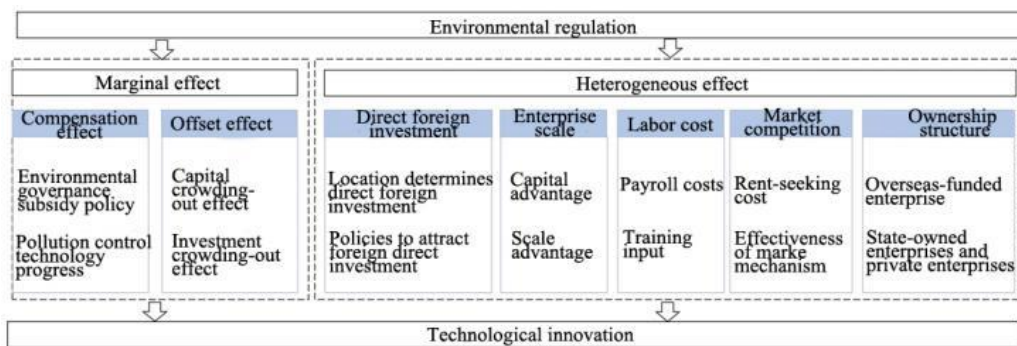 Environmental regulation
Marginal effect
Heterogeneous effect
Compensation
effect
Offset effect
Direct foreign
investment
Enterprise
scale
Labor cost
Market
competition
Ownership
structure
Environmental
governance
subsidy policy
Pollution control
technology
progress
Capital
crowding-
out effect
Investment
crowding-out
effect
Location determines
direct foreign
investment
Policies to attract
foreign direct
investment
Capital
advantage
Scale
advantage
Payroll costs
Training
input
Rent-seeking
cost
Effectiveness
of marke
mechanism
Overseas-funded
enterprise
State-owned
enterprises and
private enterprises
Technological innovation